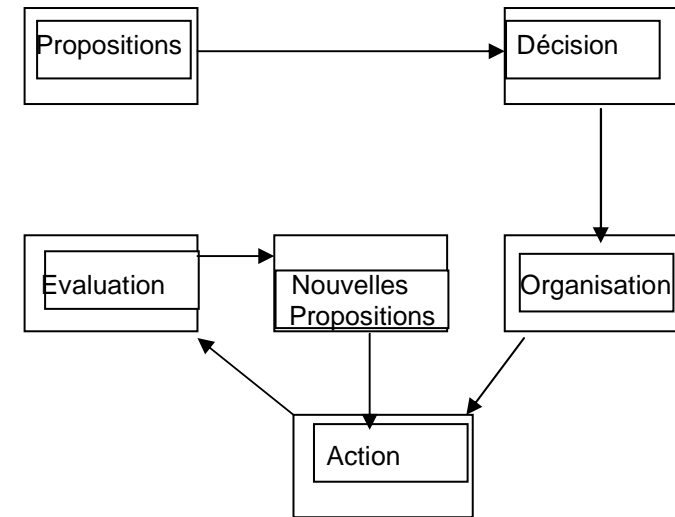 Propositions
Décision
Evaluation
Nouvelles
Propositions
Organisation
Action